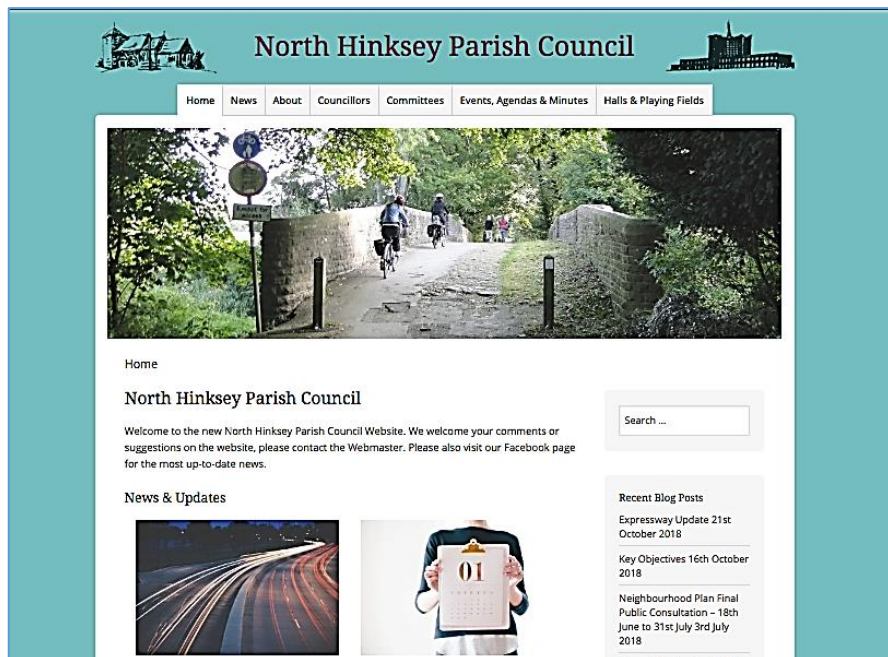 North Hinksey Parish Council
Home
News
About
Councillors
Committees
Events, Agendas & Minutes
Halls & Playing Fields
Home
North Hinksey Parish Council
Welcome to the new North Hinksey Parish Council Website. We welcome your comments or
suggestions on the website, please contact the Webmaster. Please also visit our Facebook page
for the most up-to-date news.
News & Updates
01
Search ...
Recent Blog Posts
Expressway Update 21st
October 2018
Key Objectives 16th October
2018
Neighbourhood Plan Final
Public Consultation – 18th
June to 31st July 3rd July
2018